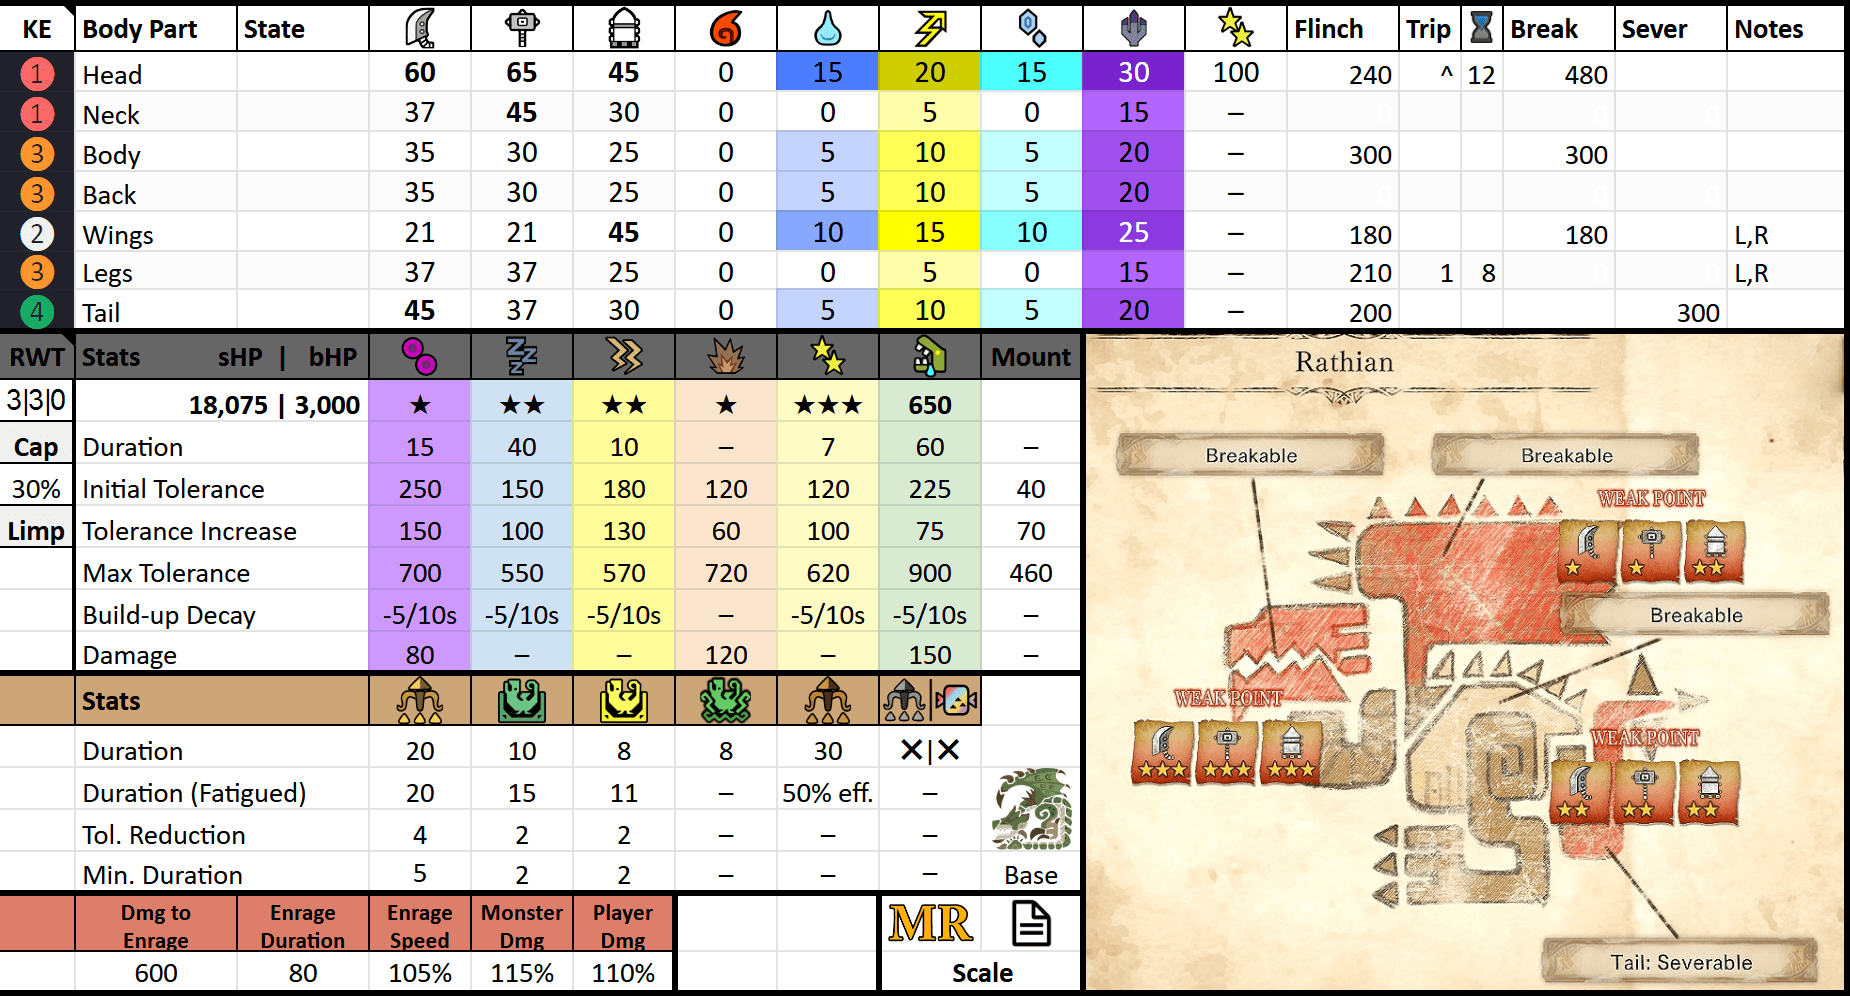 KE Body Part State Flinch Trip Break Sever Notes
1 Head 60 65 45 0 15 20 15 30 100 240 ^ 12 480
1 Neck 37 45 30 0 0 5 0 15 –
3 Body 35 30 25 0 5 10 5 20 – 300 300
3 Back 35 30 25 0 5 10 5 20 –
2 Wings 21 21 45 0 10 15 10 25 – 180 180 L,R
3 Legs 37 37 30 0 0 5 0 15 – 210 1 8 L,R
4 Tail 45 37 30 0 5 10 5 20 – 200 300
RWT Stats sHP | bHP Mount
3|3|0 18,075 | 3,000 ★ ★★ ★★ ★ ★★★ 650
Cap Duration 15 40 10 – 7 60 –
30% Initial Tolerance 250 150 180 120 120 225 40
Limp Tolerance Increase 150 100 130 60 100 75 70
Max Tolerance 700 550 570 720 620 900 460
Build-up Decay -5/10s -5/10s -5/10s – -5/10s -5/10s –
Damage 80 – – 120 – 150 –
Stats
Duration 20 10 8 8 30 ✕|✕
Duration (Fatigued) 20 15 11 – 50% eff. –
Tol. Reduction 4 2 2 – – –
Min. Duration 5 2 2 – – – Base
Dmg to Enrage Enrage Duration Enrage Speed Monster Dmg Player Dmg MR
600 80 105% 115% 110% Scale
Rathian
Breakable
Breakable
WEAK POINT
Breakable
WEAK POINT
WEAK POINT
Tail: Severable